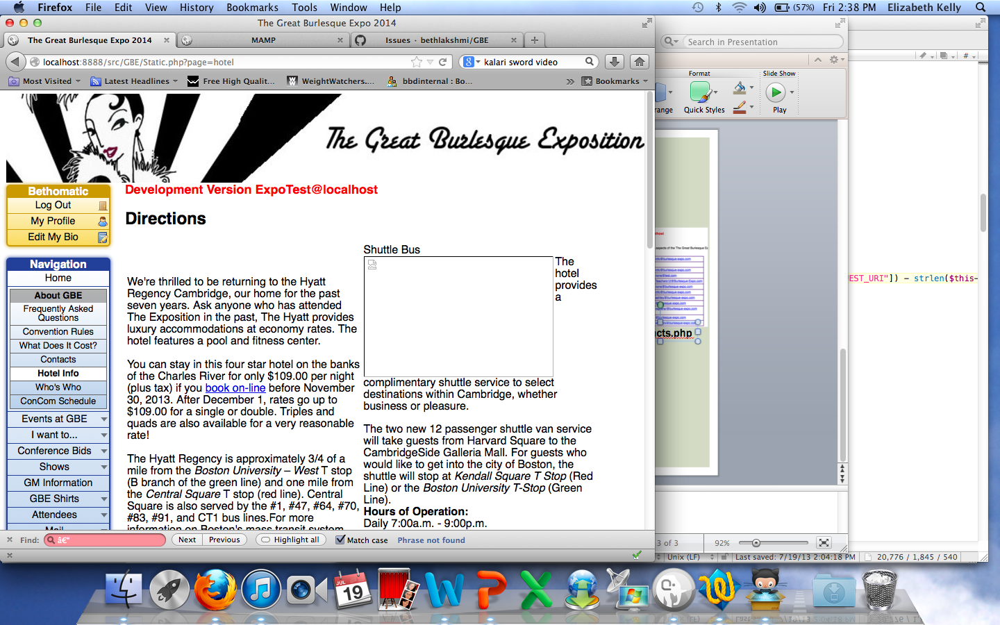 Firefox File Edit View History Bookmarks Tools Window Help (57%) Fri 2:38 PM Elizabeth Kelly
The Great Burlesque Expo 2014
The Great Burlesque Expo 2014 MAMP Issues · bethlakshmi/GBE
localhost:8888/src/GBE/Static.php?page=hotel kalari sword video
Most Visited Latest Headlines Free High Qualit... WeightWatchers.... bbdinternal : Bo... Bookmarks
The Great Burlesque Exposition
Bethomatic
Log Out
My Profile
Edit My Bio
Navigation
Home
About GBE
Frequently Asked
Questions
Convention Rules
What Does It Cost?
Contacts
Hotel Info
Who's Who
ConCom Schedule
Events at GBE
I want to...
Conference Bids
Shows
GM Information
GBE Shirts
Attendees
Mail
Development Version ExpoTest@localhost
Directions
We're thrilled to be returning to the Hyatt
Regency Cambridge, our home for the past
seven years. Ask anyone who has attended
The Exposition in the past, The Hyatt provides
luxury accommodations at economy rates. The
hotel features a pool and fitness center.
You can stay in this four star hotel on the banks
of the Charles River for only $109.00 per night
(plus tax) if you book on-line before November
30, 2013. After December 1, rates go up to
$109.00 for a single or double. Triples and
quads are also available for a very reasonable
rate!
The Hyatt Regency is approximately 3/4 of a
mile from the Boston University – West T stop
(B branch of the green line) and one mile from
the Central Square T stop (red line). Central
Square is also served by the #1, #47, #64, #70,
#83, #91, and CT1 bus lines.For more
information on Boston's mass transit system
Shuttle Bus
The
hotel
provides
a
complimentary shuttle service to select
destinations within Cambridge, whether
business or pleasure.
The two new 12 passenger shuttle van service
will take guests from Harvard Square to the
CambridgeSide Galleria Mall. For guests who
would like to get into the city of Boston, the
shuttle will stop at Kendall Square T Stop (Red
Line) or the Boston University T-Stop (Green
Line).
Hours of Operation:
Daily 7:00a.m. - 9:00p.m.
Find: â€“ Next Previous Highlight all Match case Phrase not found
Search in Presentation
Format Slide Show
ange Quick Styles Play
aspects of the The Great Burlesque E
cts.php
3 of 3 92%
EST_URI"]) - strlen($this-
Unix (LF) Last saved: 7/19/13 2:04:18 PM 20,776 / 1,845 / 540
JUL
19